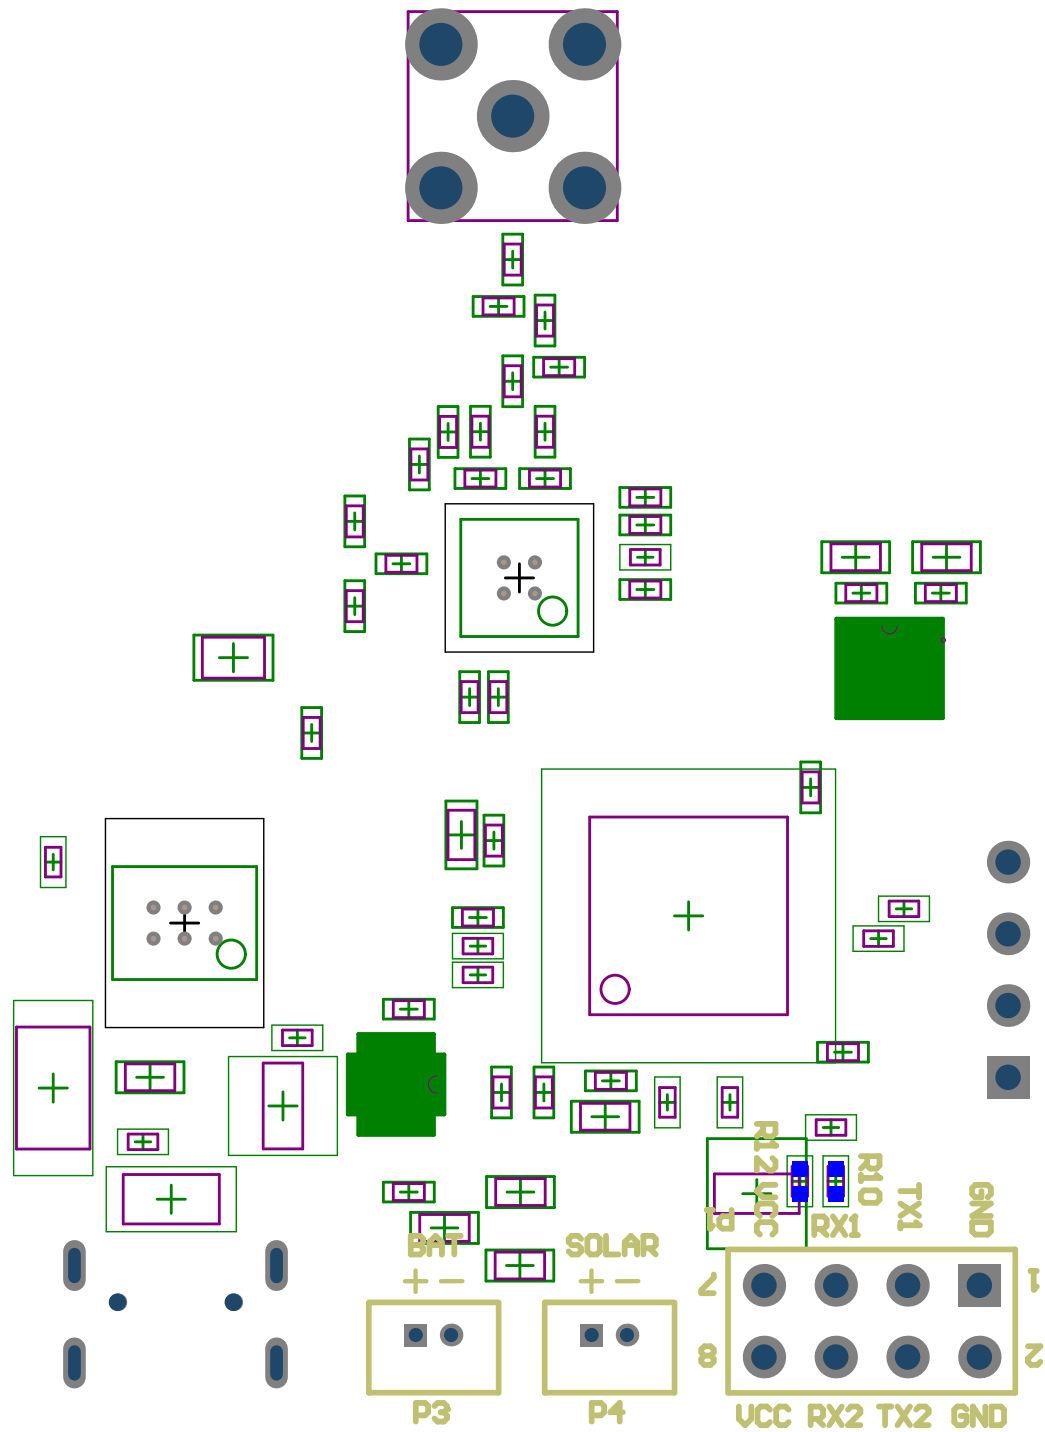 R12
VCC
R10
TX1
GND
P1
RX1
BAT
SOLAR
+ -
+ -
7
1
8
2
P3
P4
VCC RX2 TX2 GND